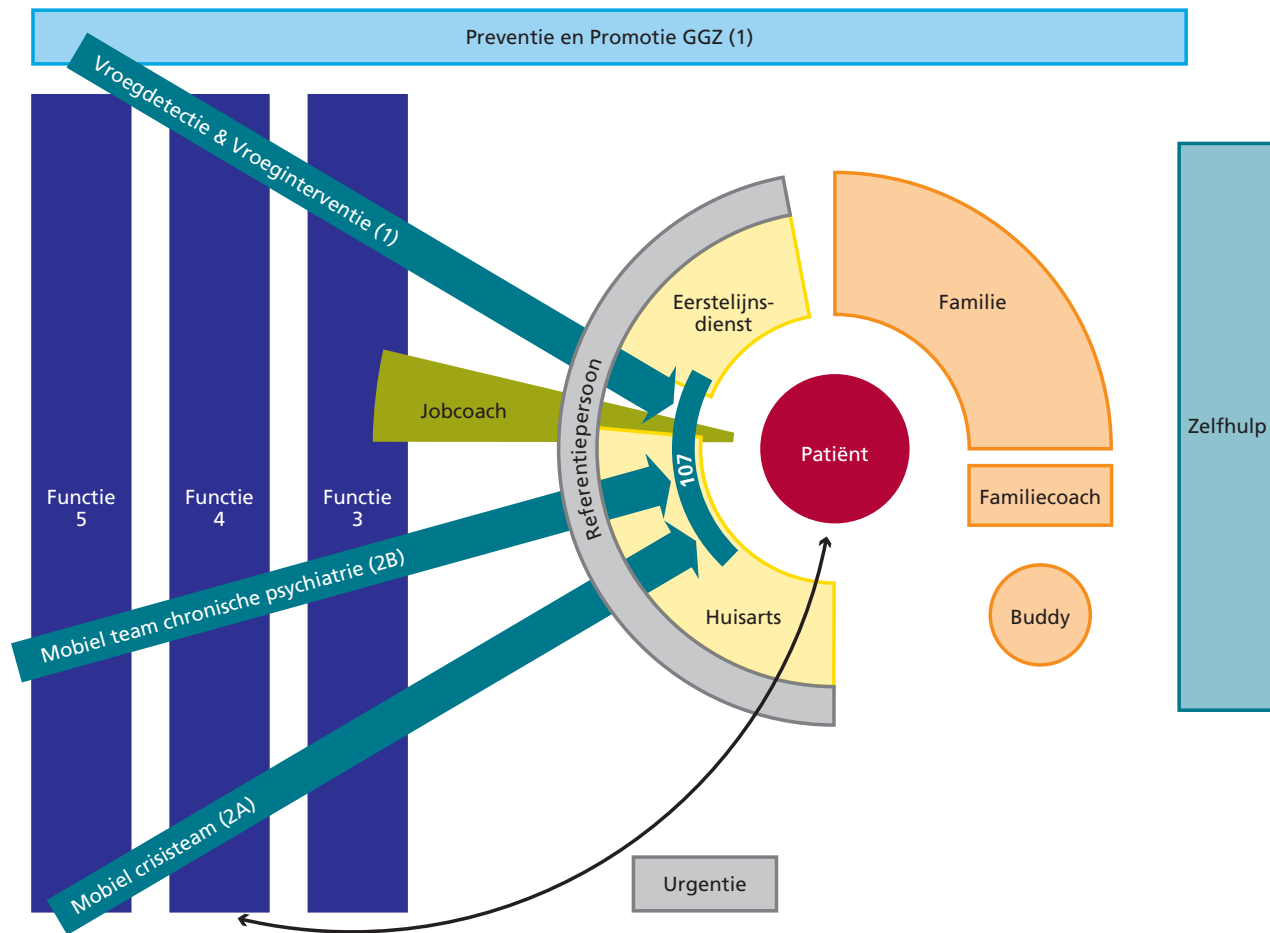 Preventie en Promotie GGZ (1)
Vroegdetectie & Vroeginterventie (1)
Eerstelijns-
dienst
Familie
Referentiepersoon
Jobcoach
107
Patiënt
Zelfhulp
Functie
5
Functie
4
Functie
3
Familiecoach
Mobiel team chronische psychiatrie (2B)
Huisarts
Buddy
Mobiel crisisteam (2A)
Urgentie